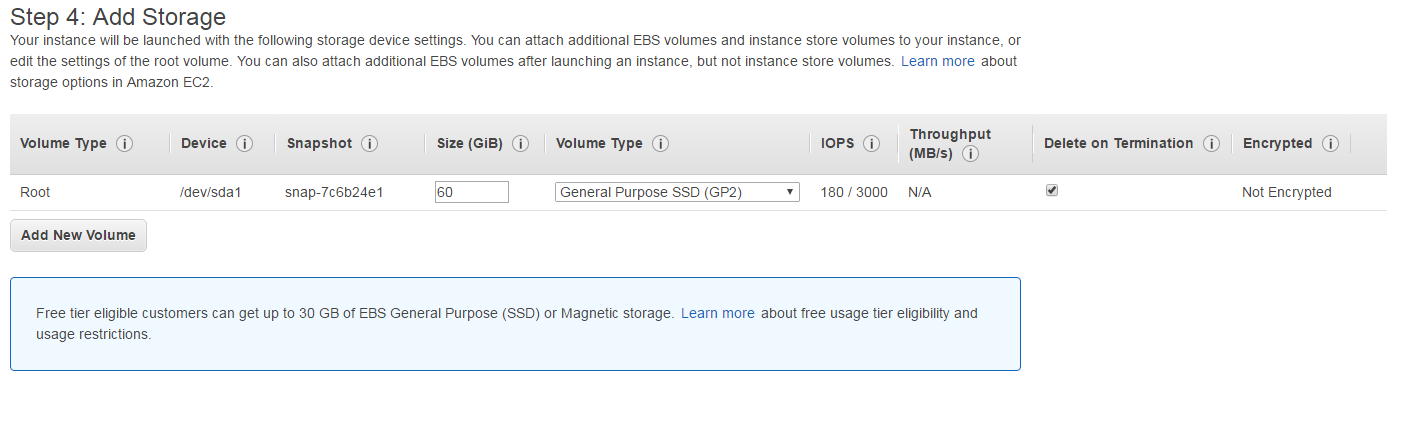 Step 4: Add Storage
Your instance will be launched with the following storage device settings. You can attach additional EBS volumes and instance store volumes to your instance, or
edit the settings of the root volume. You can also attach additional EBS volumes after launching an instance, but not instance store volumes. Learn more about
storage options in Amazon EC2.
Volume Type i Device i Snapshot i Size (GiB) i Volume Type i IOPS i Throughput (MB/s) i Delete on Termination i Encrypted i
Root /dev/sda1 snap-7c6b24e1 60 General Purpose SSD (GP2) 180 / 3000 N/A Not Encrypted
Add New Volume
Free tier eligible customers can get up to 30 GB of EBS General Purpose (SSD) or Magnetic storage. Learn more about free usage tier eligibility and
usage restrictions.